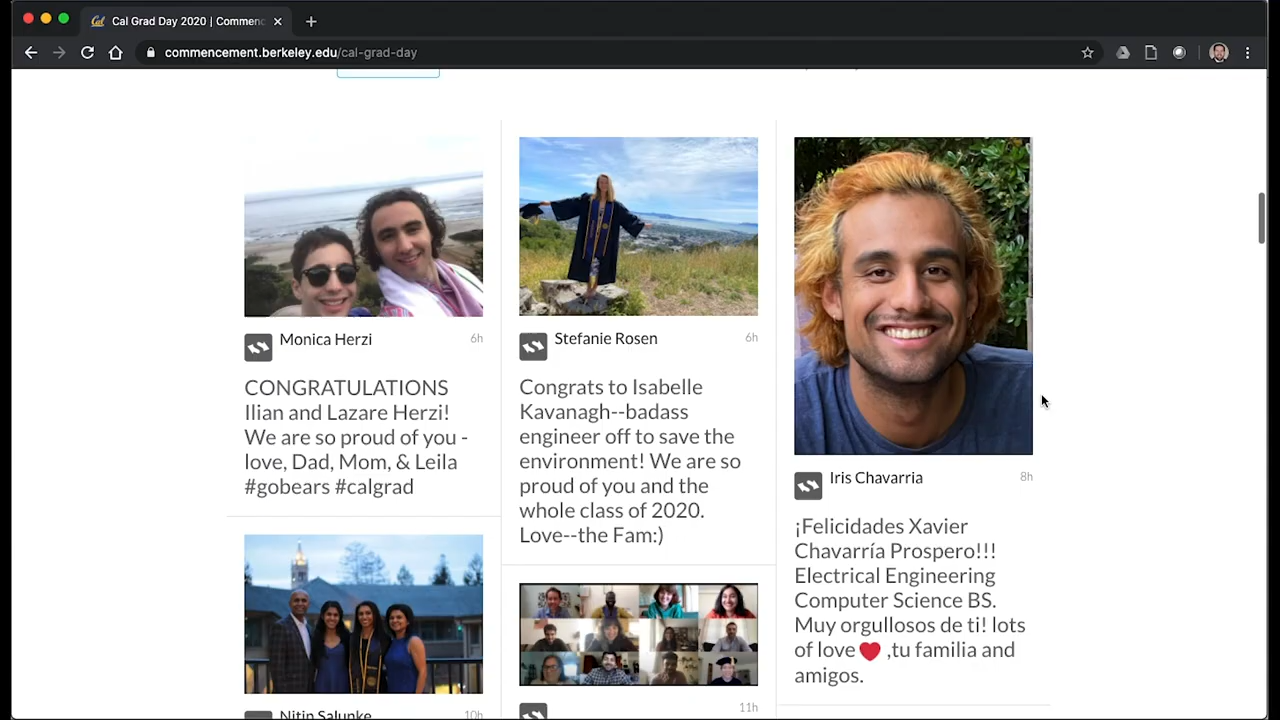 Cal Grad Day 2020 | Commenc
commencement.berkeley.edu/cal-grad-day
Monica Herzi 6h
CONGRATULATIONS
Ilian and Lazare Herzi!
We are so proud of you -
love, Dad, Mom, & Leila
#gobears #calgrad
Nitin Salunke 10h
Stefanie Rosen 6h
Congrats to Isabelle
Kavanagh--badass
engineer off to save the
environment! We are so
proud of you and the
whole class of 2020.
Love--the Fam:)
11h
Iris Chavarria 8h
¡Felicidades Xavier
Chavarría Prospero!!!
Electrical Engineering
Computer Science BS.
Muy orgullosos de ti! lots
of love❤️ ,tu familia and
amigos.